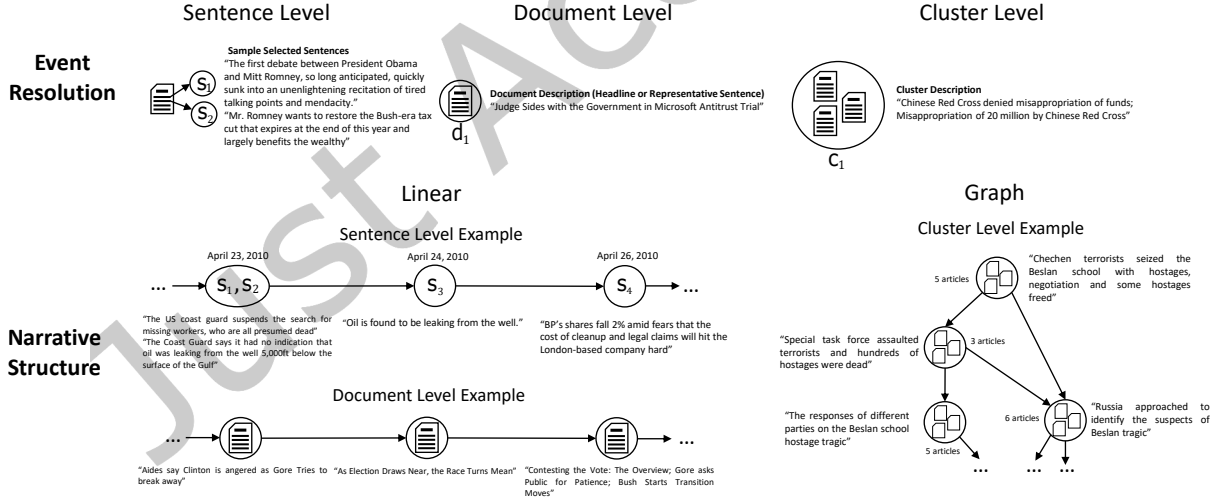 Sentence Level
Document Level
Cluster Level
Event
Resolution
S1
S2
Sample Selected Sentences
“The first debate between President Obama
and Mitt Romney, so long anticipated, quickly
sunk into an unenlightening recitation of tired
talking points and mendacity.”
“Mr. Romney wants to restore the Bush-era tax
cut that expires at the end of this year and
largely benefits the wealthy”
d1
Document Description (Headline or Representative Sentence)
“Judge Sides with the Government in Microsoft Antitrust Trial”
c1
Cluster Description
“Chinese Red Cross denied misappropriation of funds;
Misappropriation of 20 million by Chinese Red Cross”
Narrative
Structure
Linear
Sentence Level Example
April 23, 2010
April 24, 2010
April 26, 2010
...
S1, S2
S3
S4
...
“The US coast guard suspends the search for
missing workers, who are all presumed dead”
“The Coast Guard says it had no indication that
oil was leaking from the well 5,000ft below the
surface of the Gulf”
“Oil is found to be leaking from the well.”
“BP’s shares fall 2% amid fears that the
cost of cleanup and legal claims will hit the
London-based company hard”
Document Level Example
...
...
“Aides say Clinton is angered as Gore Tries to
break away”
“As Election Draws Near, the Race Turns Mean”
“Contesting the Vote: The Overview; Gore asks
Public for Patience; Bush Starts Transition
Moves”
Graph
Cluster Level Example
5 articles
“Chechen terrorists seized the
Beslan school with hostages,
negotiation and some hostages
freed”
“Special task force assaulted
terrorists and hundreds of
hostages were dead”
3 articles
“The responses of different
parties on the Beslan school
hostage tragic”
5 articles
6 articles
“Russia approached to
identify the suspects of
Beslan tragic”
...
...
...
Just Ac